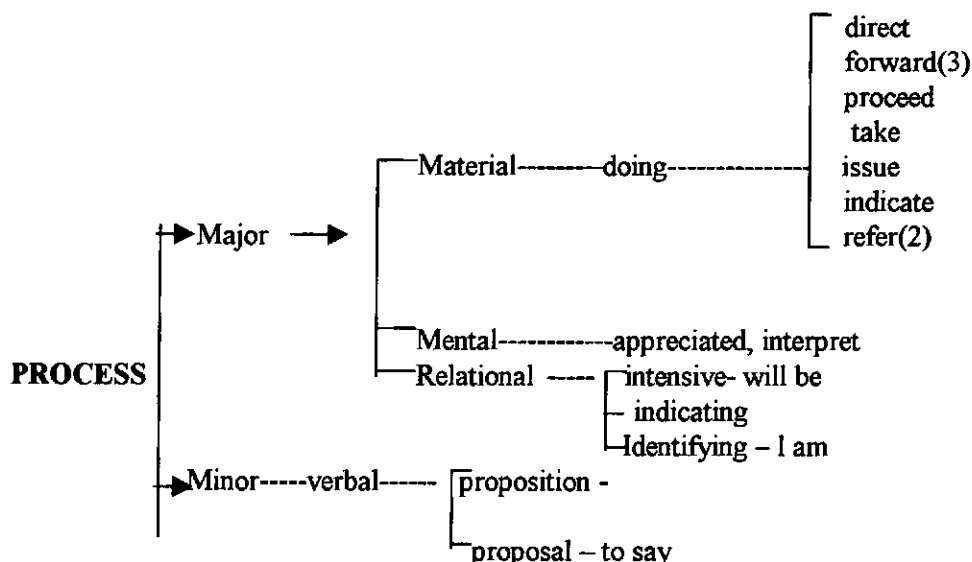 direct
forward(3)
proceed
take
Material-------doing----------------- issue
indicate
Major refer(2)
Mental------------appreciated, interpret
PROCESS Relational ----- intensive- will be
indicating
Identifying – I am
Minor-----verbal------ proposition -
proposal – to say